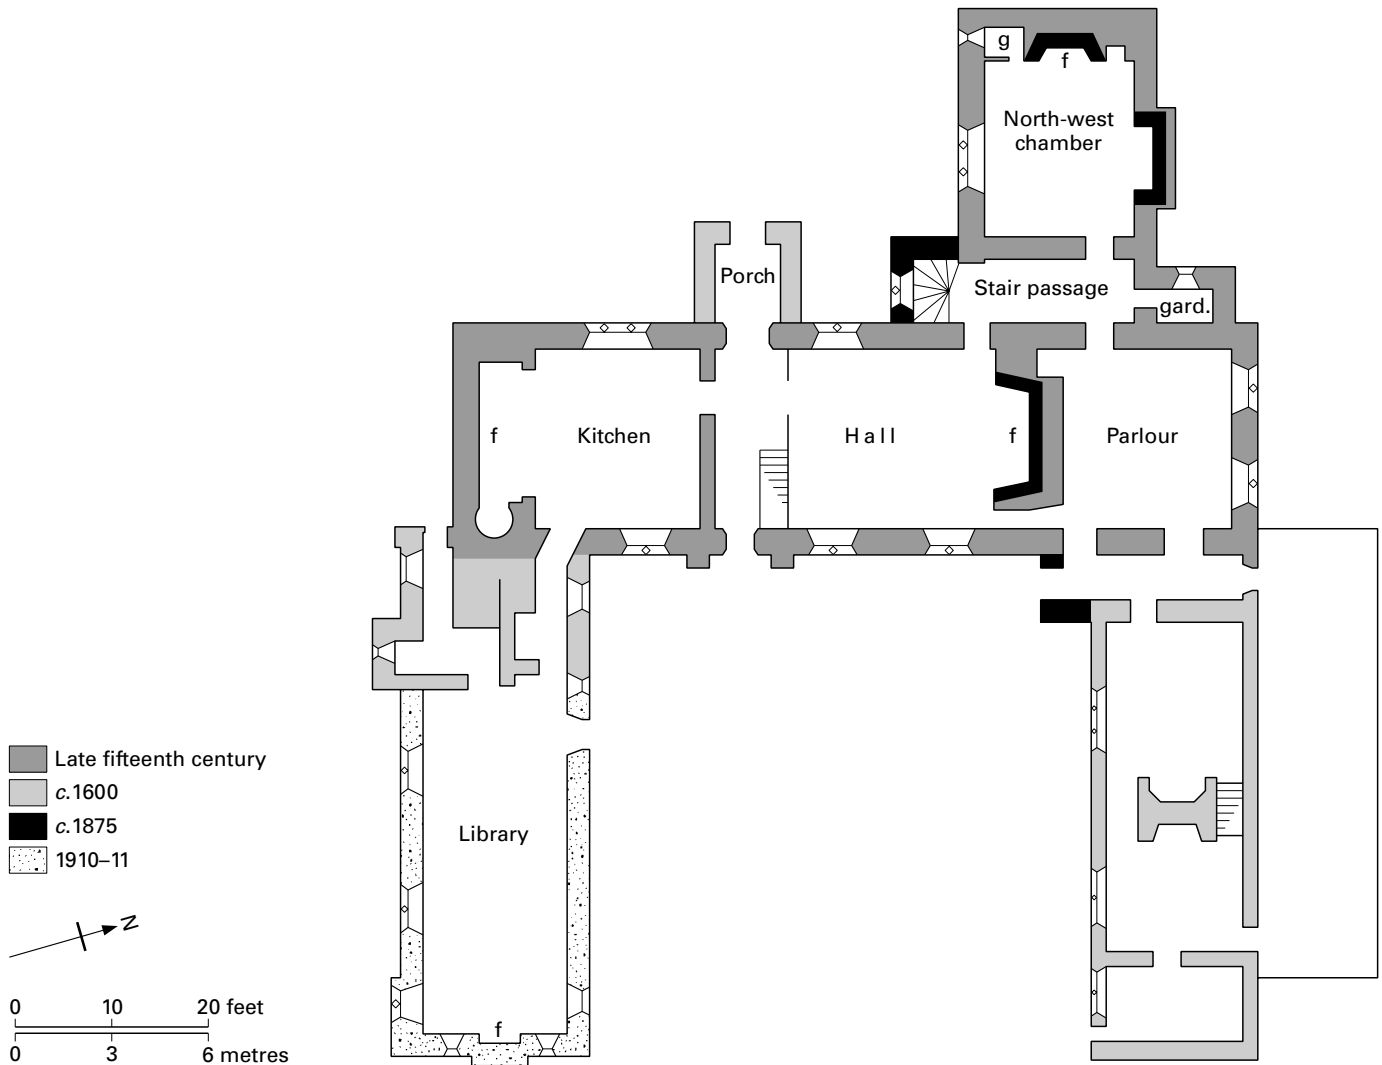 g
f
North-west
chamber
Porch
Stair passage
gard.
f
Kitchen
Hall
f
Parlour
Late fifteenth century
c.1600
c.1875
1910–11
Library
N
f
0 10 20 feet
0 3 6 metres